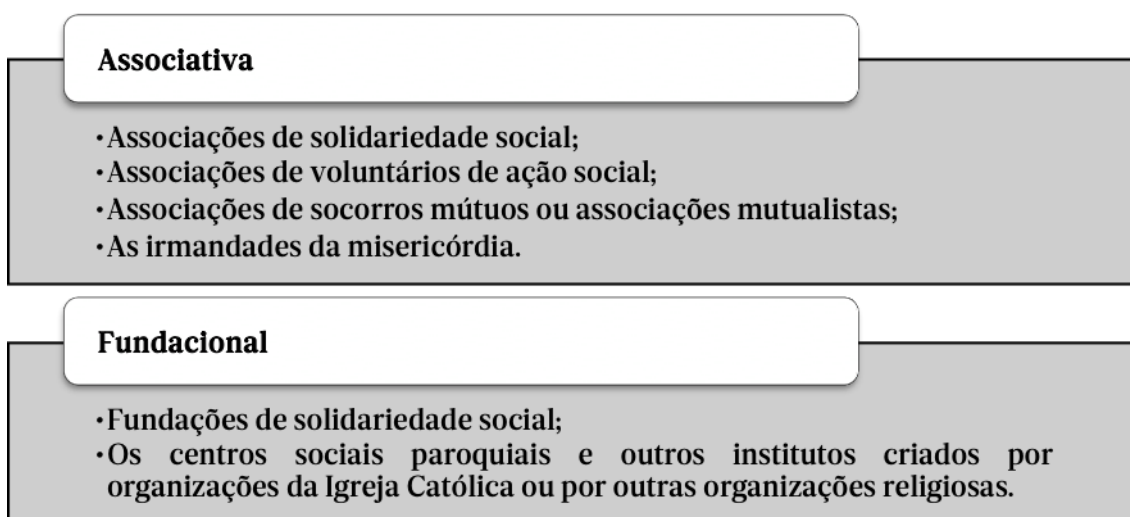 Associativa
•Associações de solidariedade social;
•Associações de voluntários de ação social;
•Associações de socorros mútuos ou associações mutualistas;
•As irmandades da misericórdia.
Fundacional
•Fundações de solidariedade social;
•Os centros sociais paroquiais e outros institutos criados por
organizações da Igreja Católica ou por outras organizações religiosas.